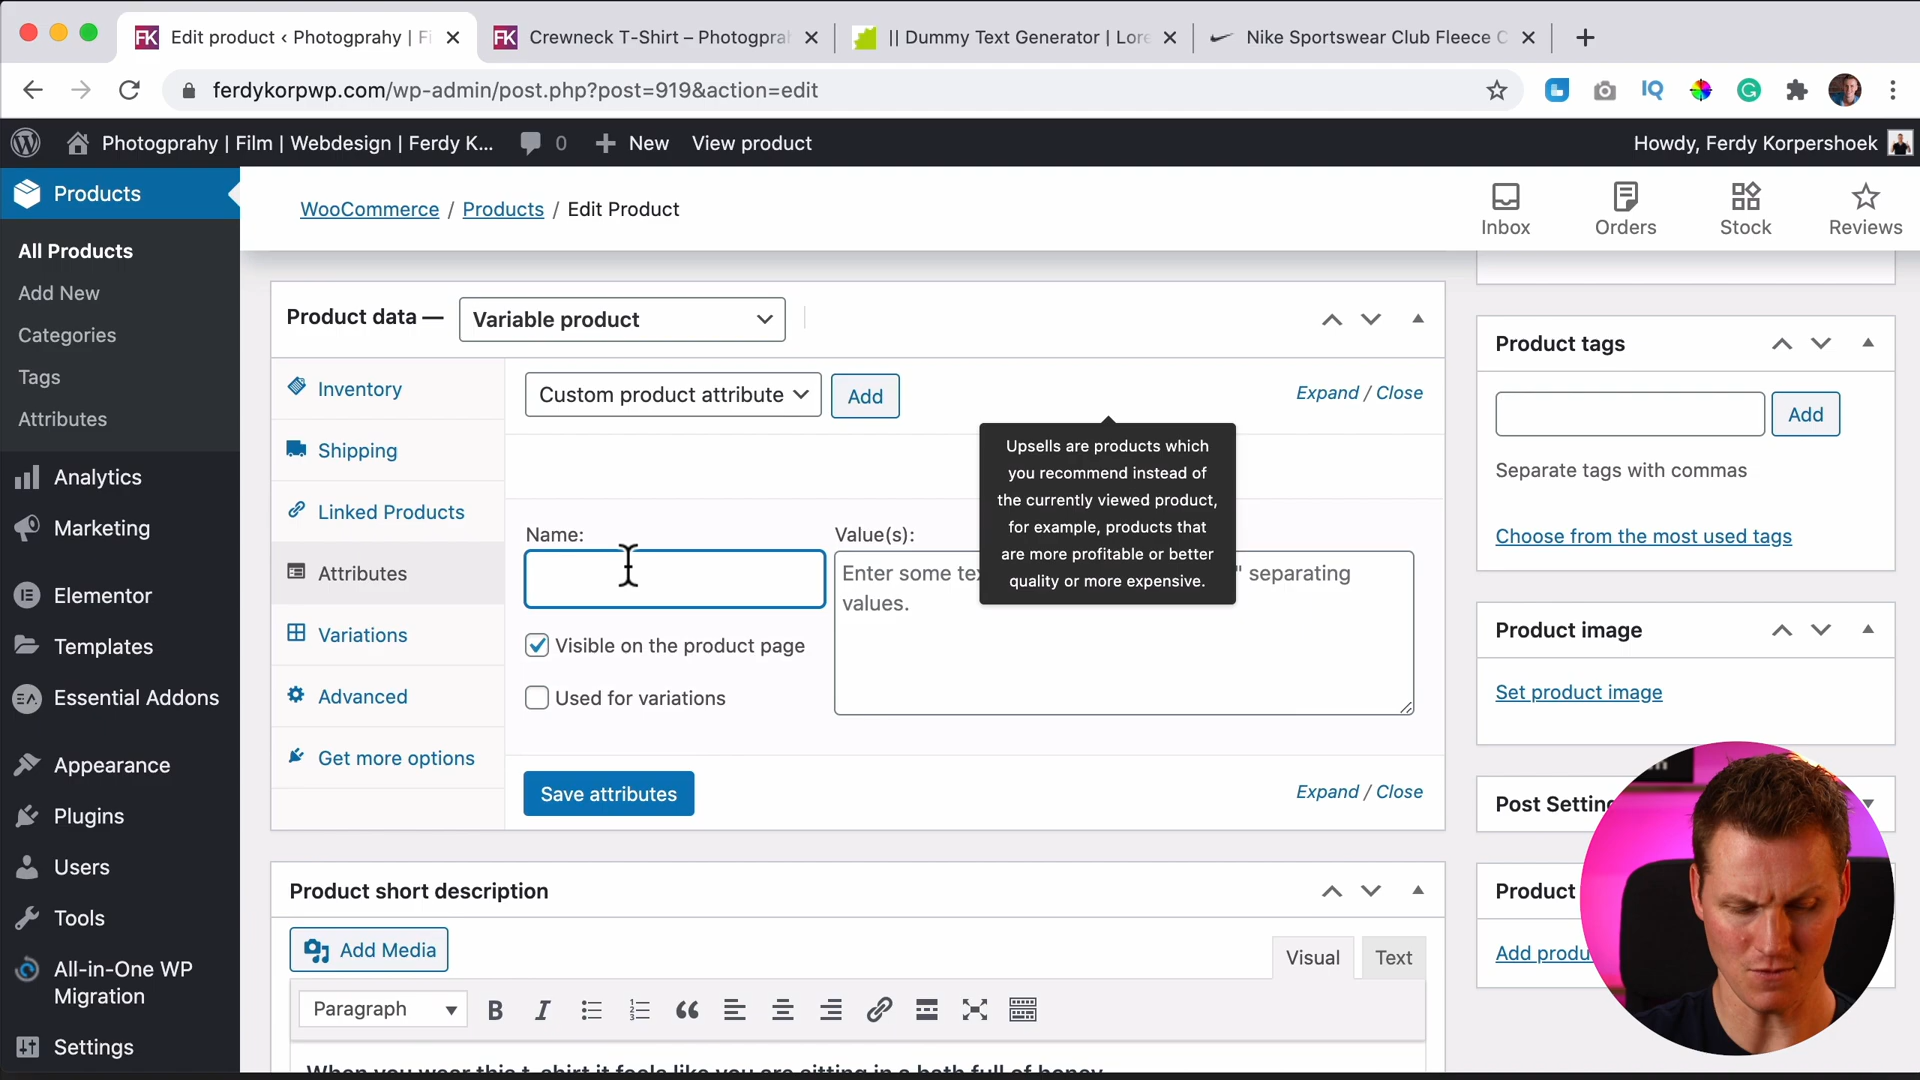 Edit product ‹ Photogprahy | Fi
Crewneck T-Shirt – Photogprah
|| Dummy Text Generator | Lore
Nike Sportswear Club Fleece C
ferdykorpwp.com/wp-admin/post.php?post=919&action=edit
Photogprahy | Film | Webdesign | Ferdy K...
0
New
View product
Howdy, Ferdy Korpershoek
Products
WooCommerce / Products / Edit Product
Inbox
Orders
Stock
Reviews
All Products
Add New
Categories
Tags
Attributes
Analytics
Marketing
Elementor
Templates
Essential Addons
Appearance
Plugins
Users
Tools
All-in-One WP
Migration
Settings
Product data —
Variable product
Inventory
Shipping
Linked Products
Attributes
Variations
Advanced
Get more options
Custom product attribute
Add
Expand / Close
Upsells are products which
you recommend instead of
the currently viewed product,
for example, products that
are more profitable or better
quality or more expensive.
Name:
Value(s):
Enter some te " separating
values.
Visible on the product page
Used for variations
Save attributes
Expand / Close
Product short description
Add Media
Visual
Text
Paragraph
When you wear this t-shirt it feels like you are sitting in a bath full of honey
Product tags
Add
Separate tags with commas
Choose from the most used tags
Product image
Set product image
Post Setting
Product
Add produ